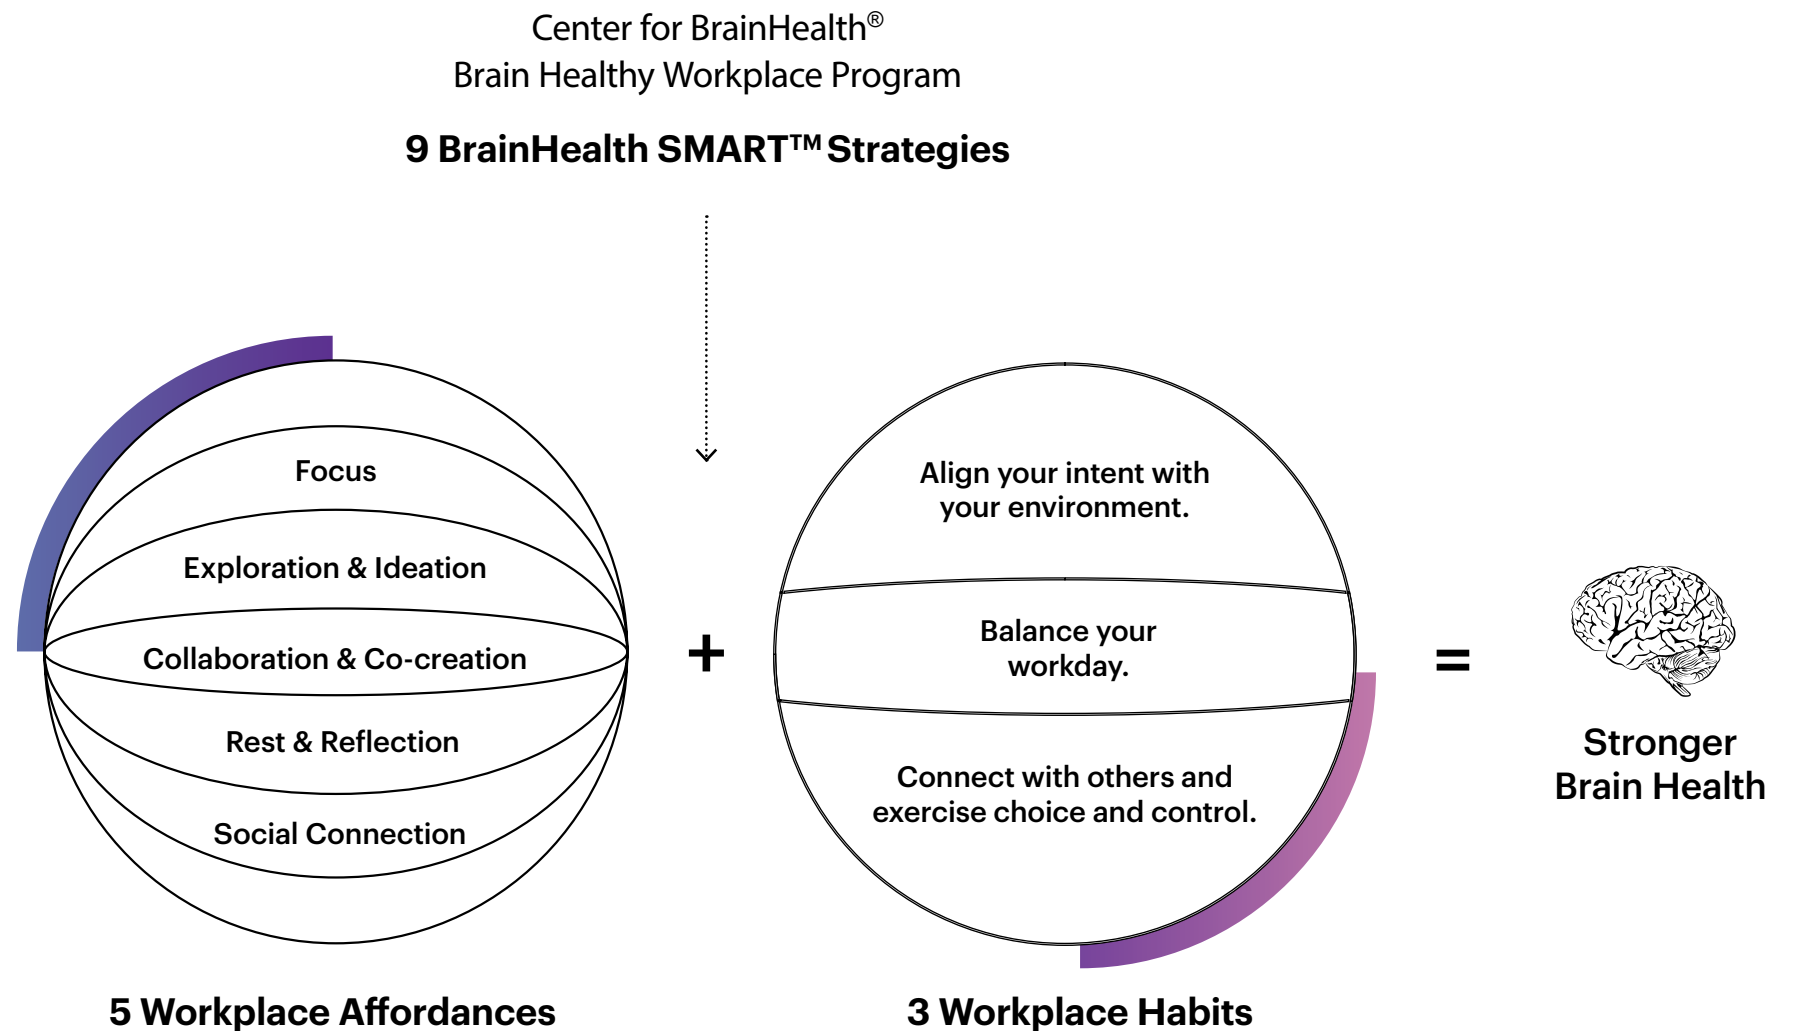 Center for BrainHealth®
Brain Healthy Workplace Program
9 BrainHealth SMART™ Strategies
Focus
Exploration & Ideation
Collaboration & Co-creation
Rest & Reflection
Social Connection
5 Workplace Affordances
+
Align your intent with
your environment.
Balance your
workday.
Connect with others and
exercise choice and control.
3 Workplace Habits
=
Stronger
Brain Health